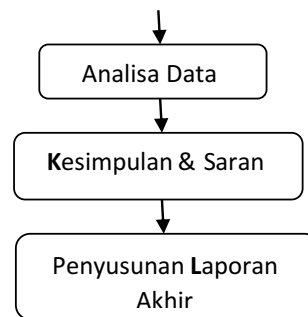 Analisa Data
Kesimpulan & Saran
Penyusunan Laporan
Akhir